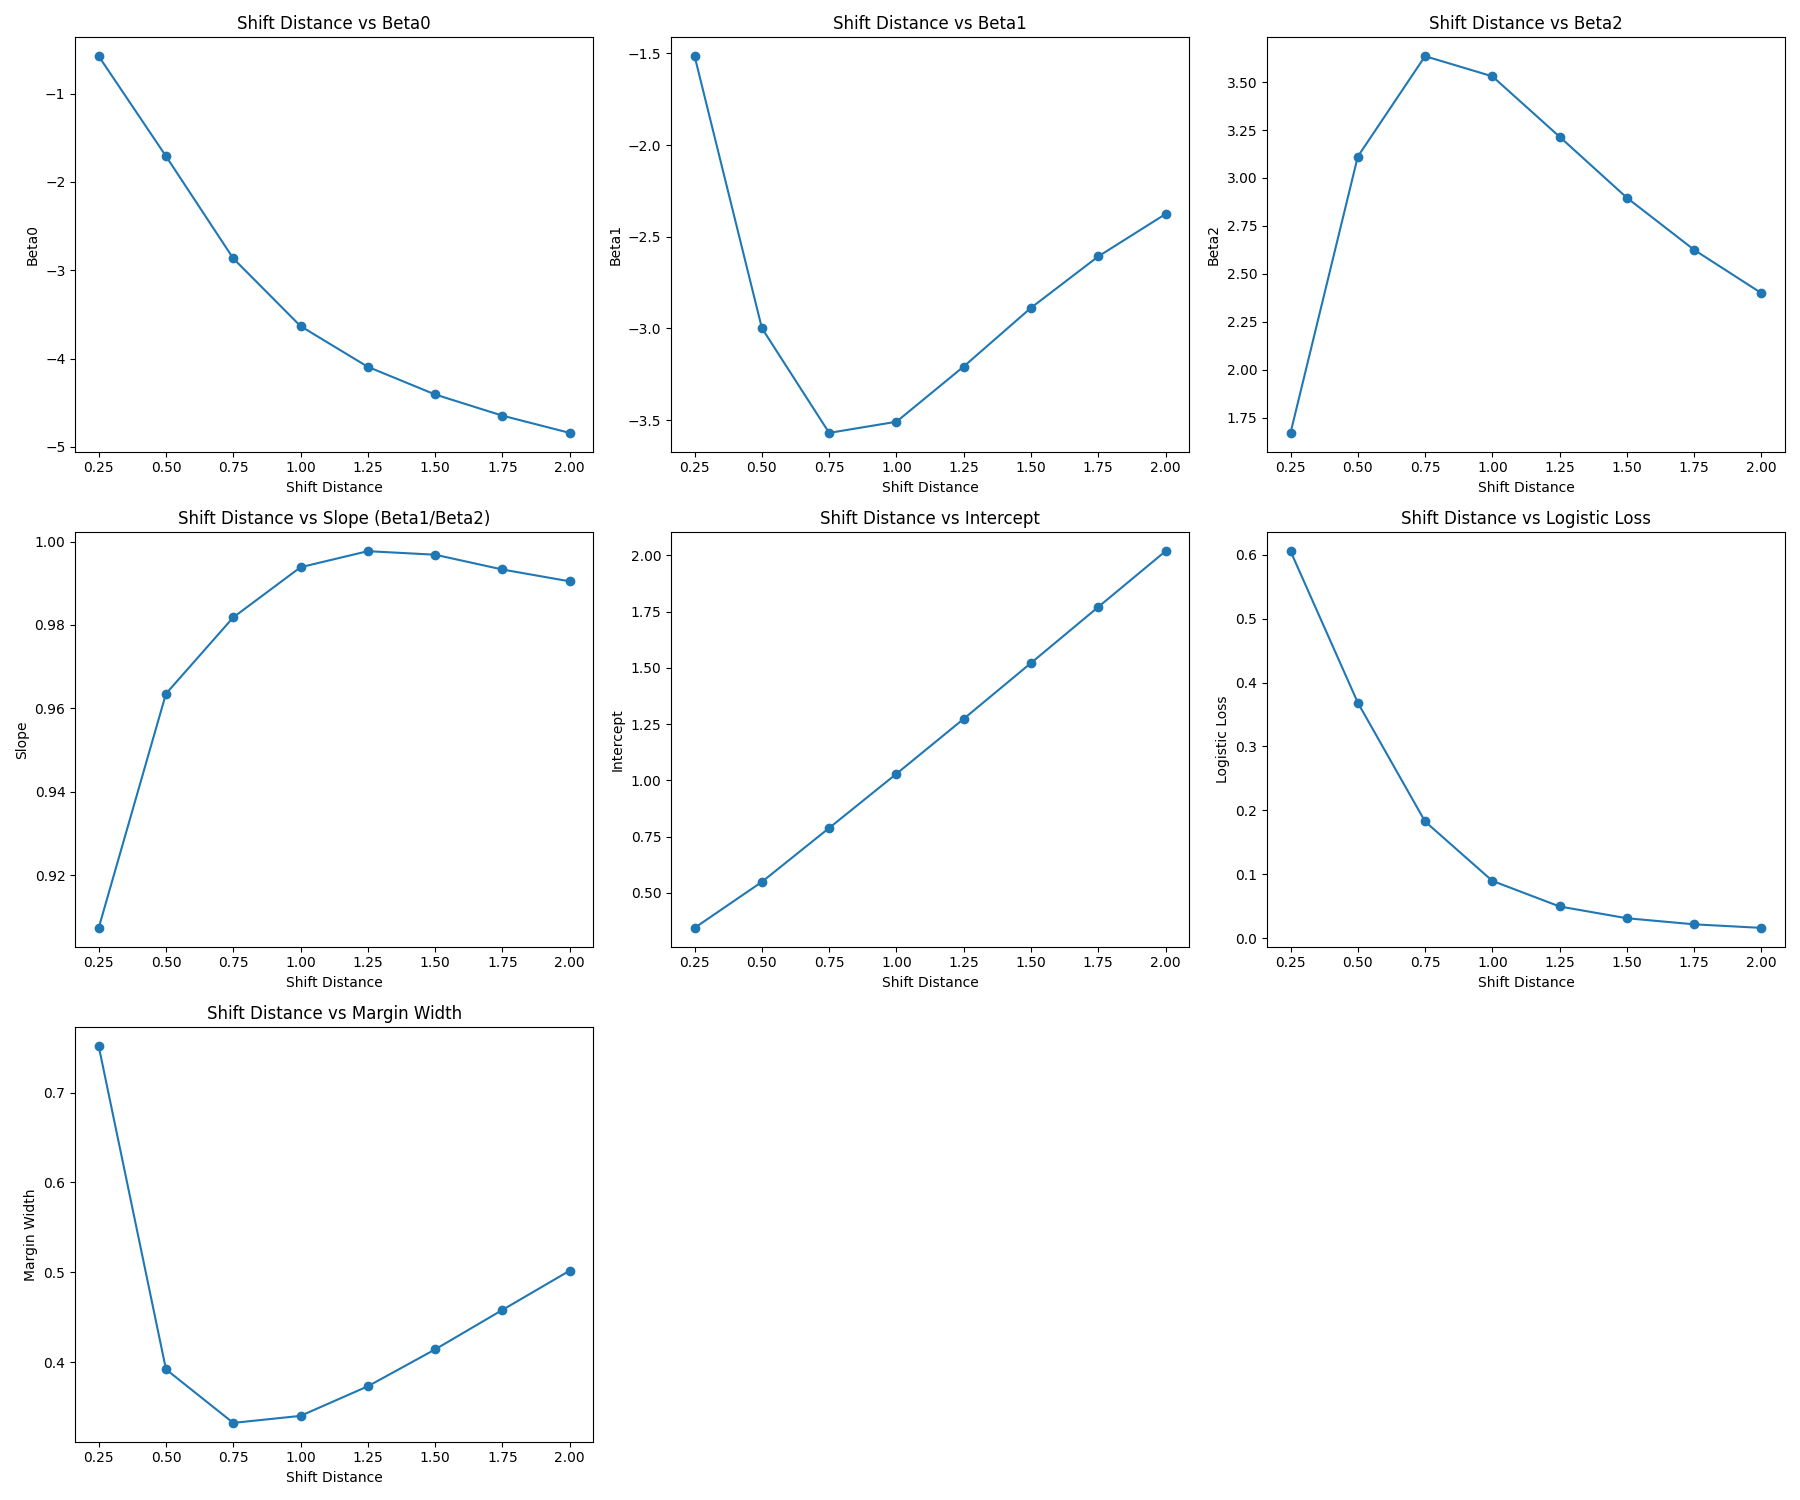 Shift Distance vs Beta0
Beta0
−1
−2
−3
−4
−5
0.25 0.50 0.75 1.00 1.25 1.50 1.75 2.00
Shift Distance
Shift Distance vs Beta1
Beta1
−1.5
−2.0
−2.5
−3.0
−3.5
0.25 0.50 0.75 1.00 1.25 1.50 1.75 2.00
Shift Distance
Shift Distance vs Beta2
Beta2
3.50
3.25
3.00
2.75
2.50
2.25
2.00
1.75
0.25 0.50 0.75 1.00 1.25 1.50 1.75 2.00
Shift Distance
Shift Distance vs Slope (Beta1/Beta2)
Slope
1.00
0.98
0.96
0.94
0.92
0.25 0.50 0.75 1.00 1.25 1.50 1.75 2.00
Shift Distance
Shift Distance vs Intercept
Intercept
2.00
1.75
1.50
1.25
1.00
0.75
0.50
0.25 0.50 0.75 1.00 1.25 1.50 1.75 2.00
Shift Distance
Shift Distance vs Logistic Loss
Logistic Loss
0.6
0.5
0.4
0.3
0.2
0.1
0.0
0.25 0.50 0.75 1.00 1.25 1.50 1.75 2.00
Shift Distance
Shift Distance vs Margin Width
Margin Width
0.7
0.6
0.5
0.4
0.25 0.50 0.75 1.00 1.25 1.50 1.75 2.00
Shift Distance